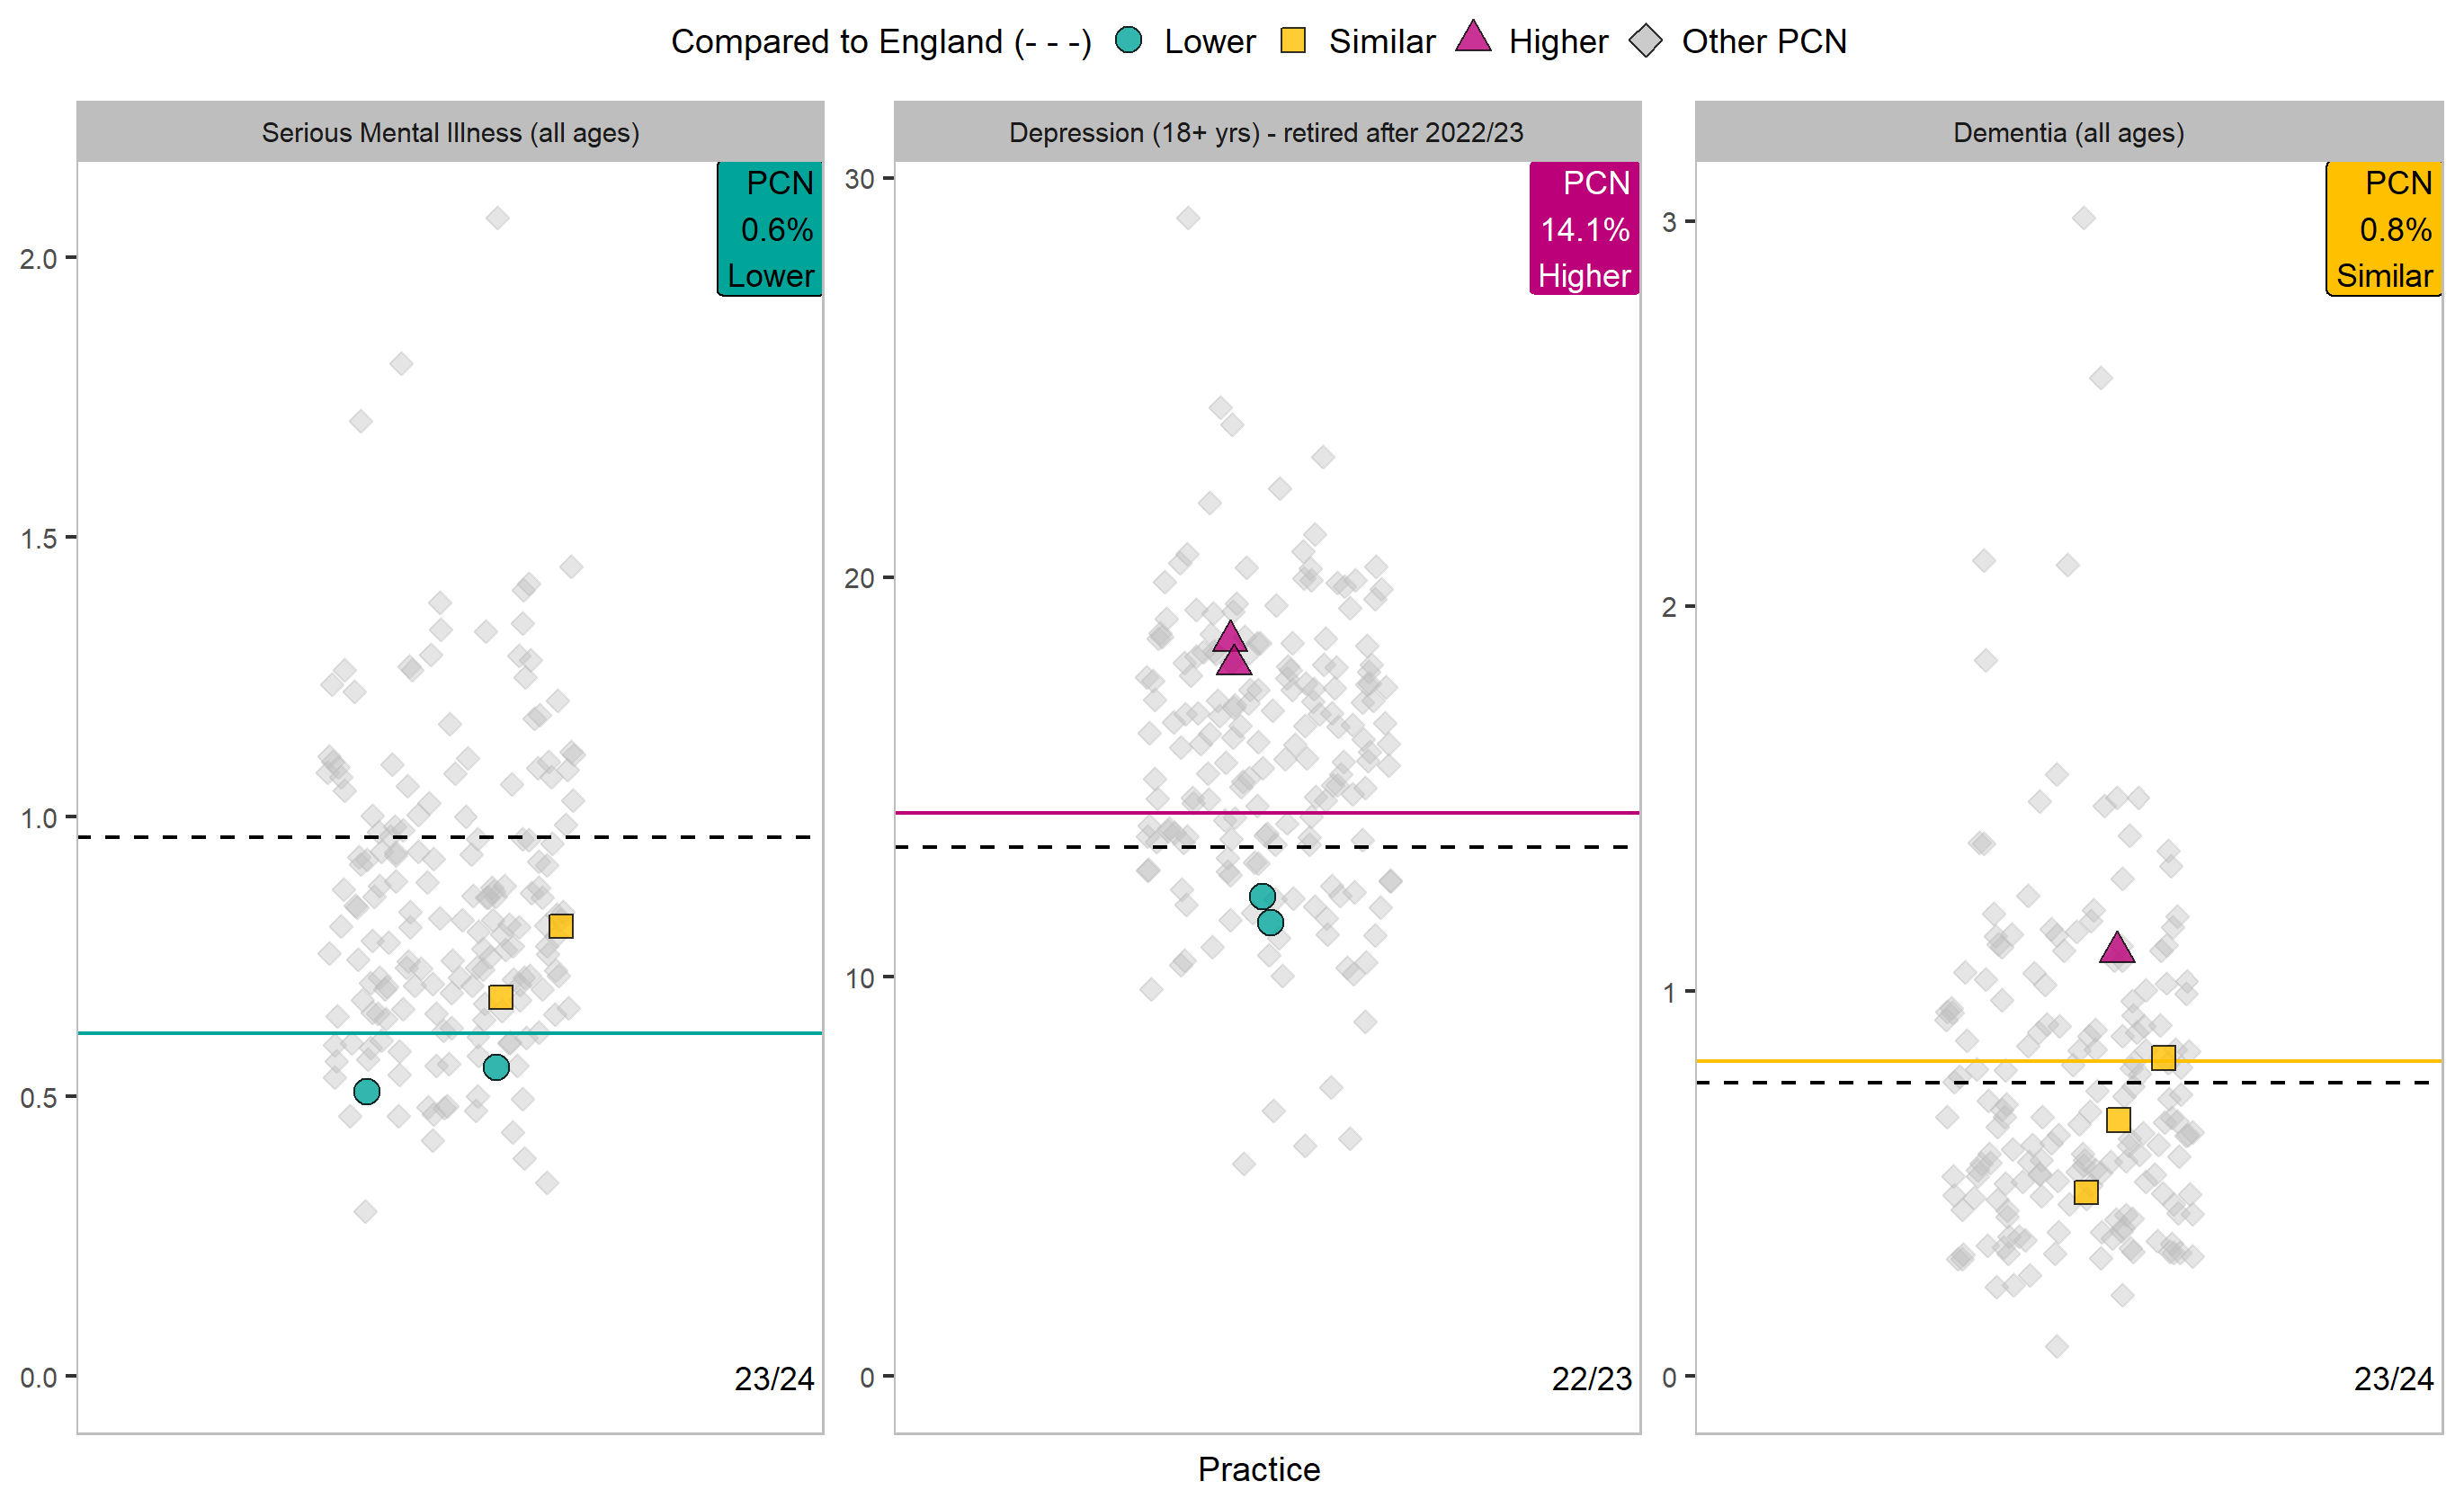 Compared to England (- - -) Lower Similar Higher Other PCN
Serious Mental Illness (all ages)
PCN
0.6%
Lower
2.0
1.5
1.0
0.5
0.0
23/24
Depression (18+ yrs) - retired after 2022/23
PCN
14.1%
Higher
30
20
10
0
22/23
Dementia (all ages)
PCN
0.8%
Similar
3
2
1
0
23/24
Practice